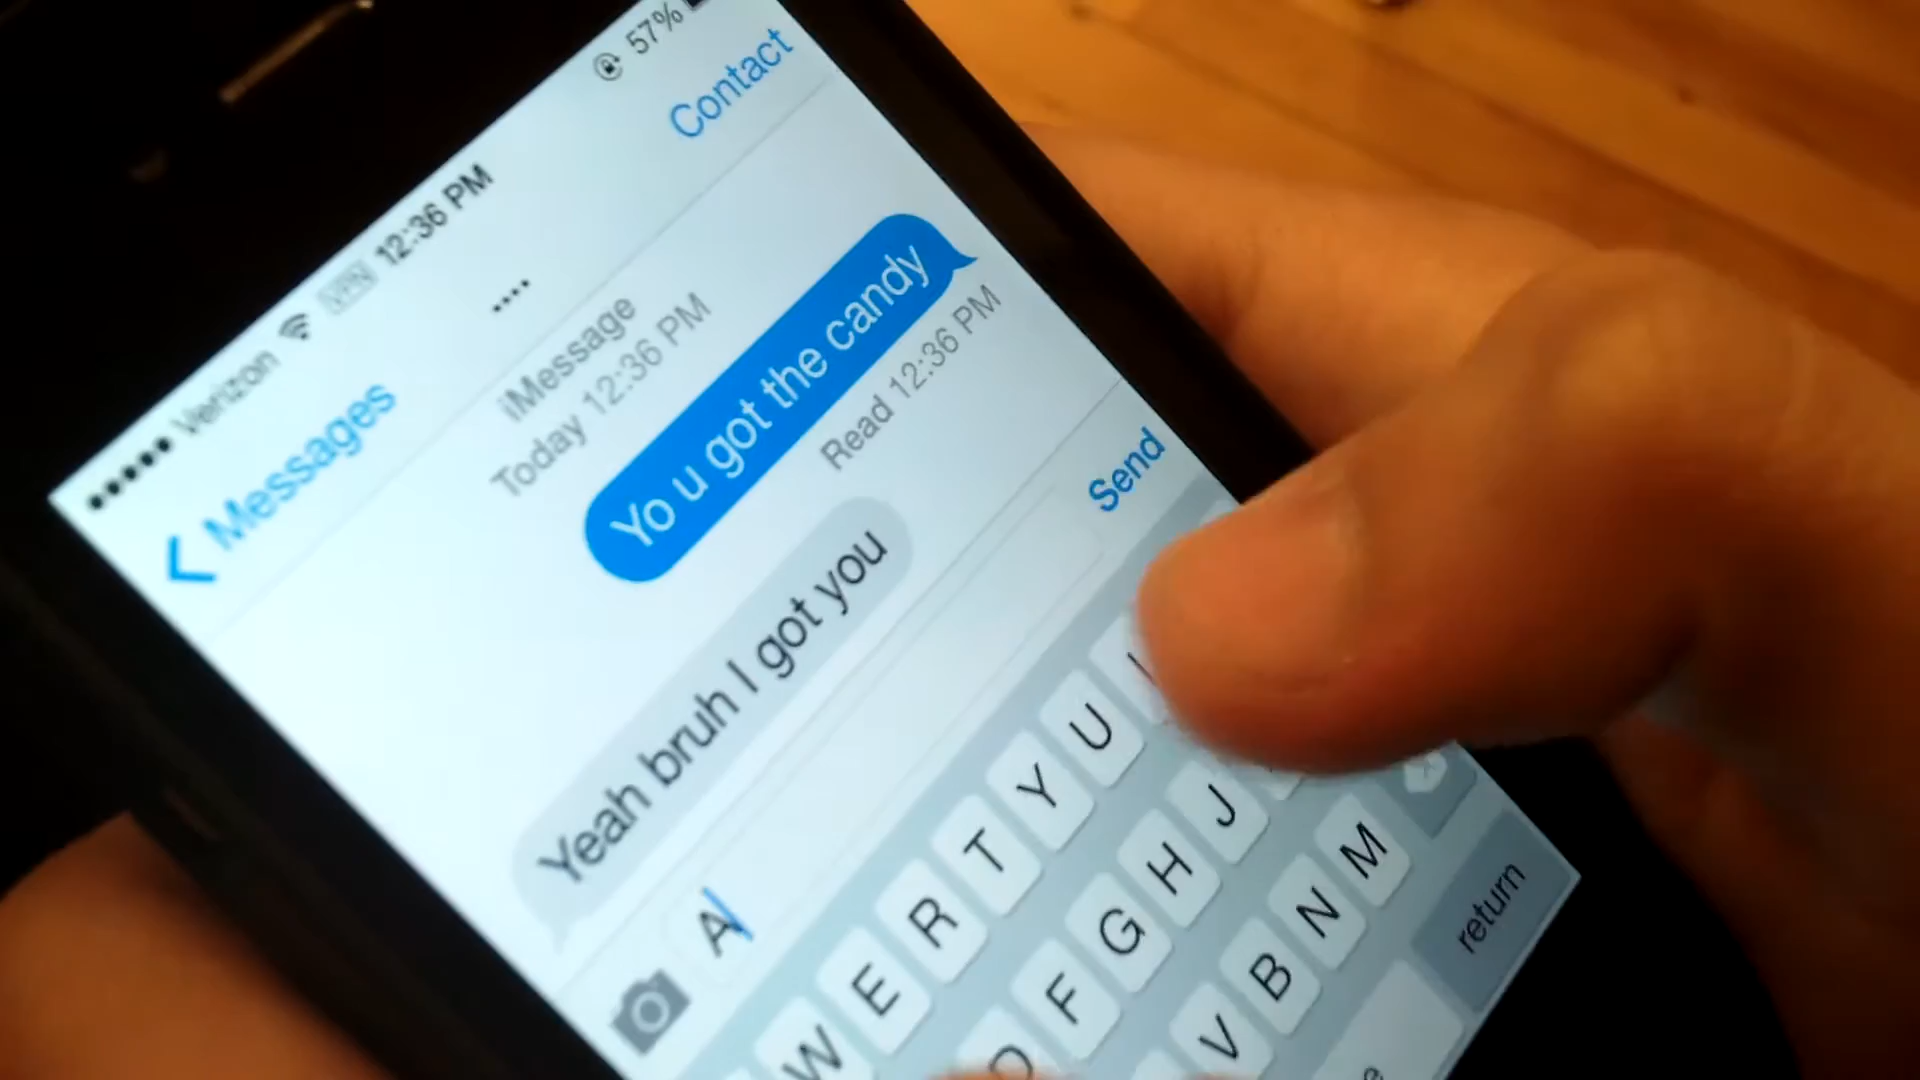 Verizon VPN 12:36 PM 57%
Messages .... Contact
iMessage
Today 12:36 PM
Yo u got the candy
Read 12:36 PM
Yeah bruh I got you
A
Send
W E R T Y U
D F G H J
V B N M
return